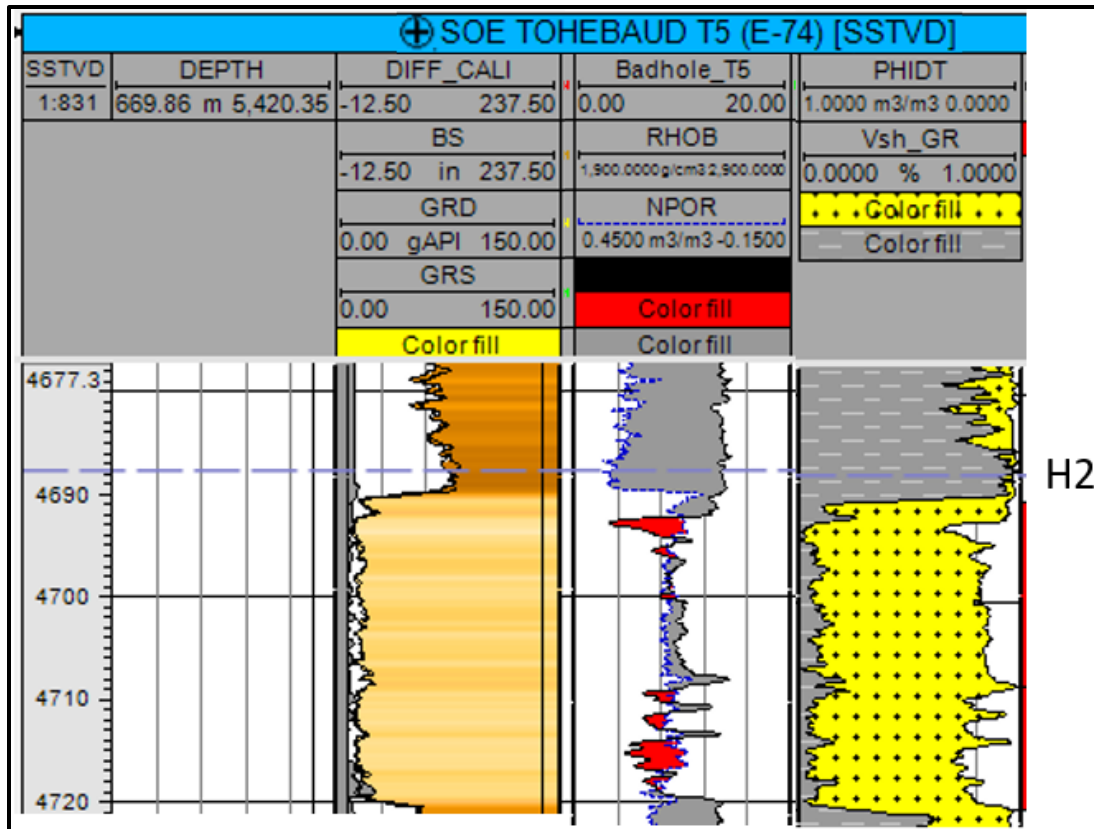 SOE TOHEBAUD T5 (E-74) [SSTVD]
SSTVD DEPTH DIFF_CALI Badhole_T5 PHIDT
1:831 669.86 m 5,420.35 -12.50 237.50 0.00 20.00 1.0000 m3/m3 0.0000
BS RHOB Vsh_GR
-12.50 in 237.50 1,900.0000g/cm3 2,900.0000 0.0000 % 1.0000
GRD NPOR Color fill
0.00 gAPI 150.00 0.4500 m3/m3 -0.1500 Color fill
GRS
0.00 150.00 Color fill
Color fill Color fill
4677.3
H2
4690
4700
4710
4720